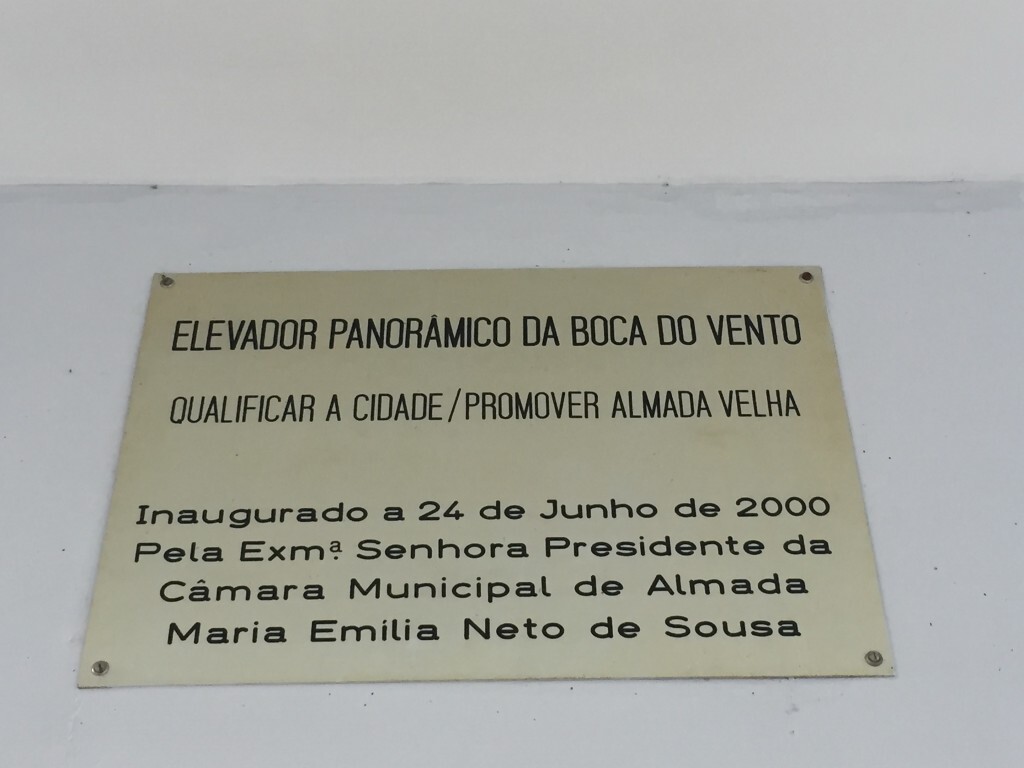 ELEVADOR PANORÂMICO DA BOCA DO VENTO
QUALIFICAR A CIDADE/PROMOVER ALMADA VELHA
Inaugurado a 24 de Junho de 2000
Pela Exmª. Senhora Presidente da
Câmara Municipal de Almada
Maria Emília Neto de Sousa